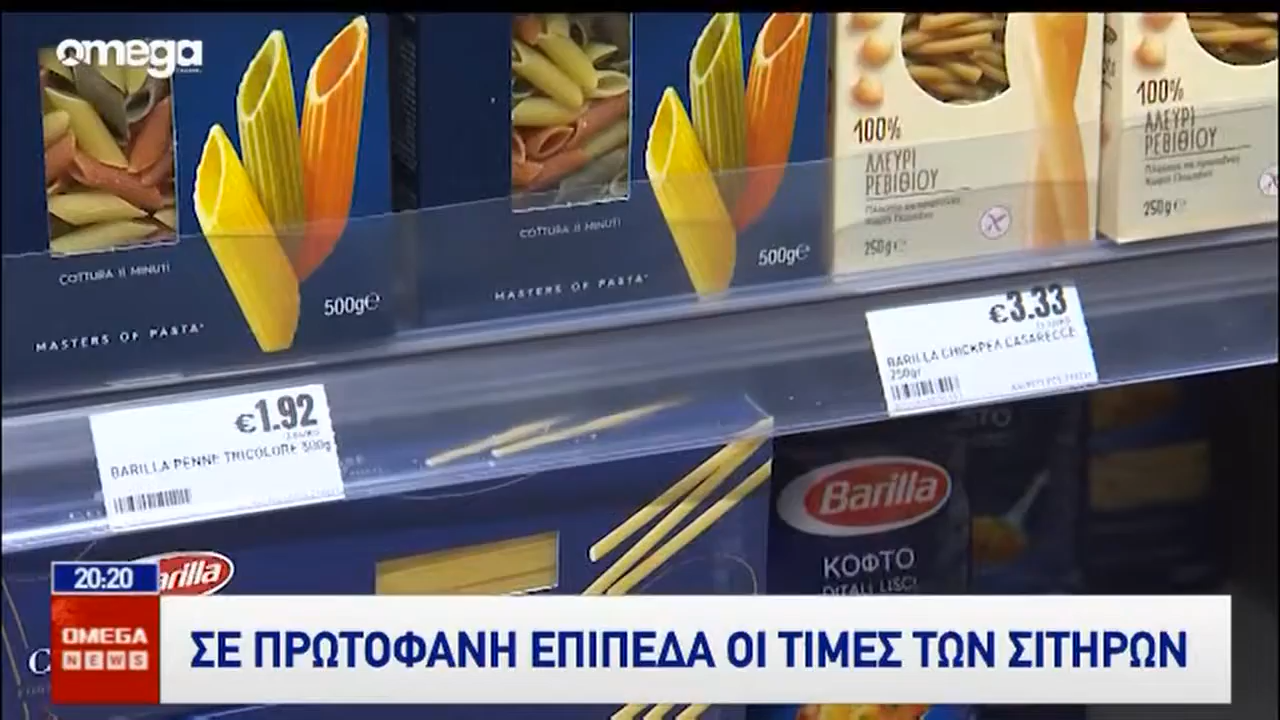 omega
100%
ΑΛΕΥΡΙ
ΡΕΒΙΘΙΟΥ
250g℮
100%
ΑΛΕΥΡΙ
ΡΕΒΙΘΙΟΥ
250g℮
COTTURA 11 MINUTI
500g℮
MASTERS OF PASTA
COTTURA 11 MINUTI
500g℮
MASTERS OF PASTA
€3.33
BARILLA CHICKPEA CASARECCE
250gr
€1.92
BARILLA PENNE TRICOLORE 500g
Barilla
ΚΟΦΤΟ
DITALI LISCI
arilla
20:20
OMEGA
NEWS
ΣΕ ΠΡΩΤΟΦΑΝΗ ΕΠΙΠΕΔΑ ΟΙ ΤΙΜΕΣ ΤΩΝ ΣΙΤΗΡΩΝ